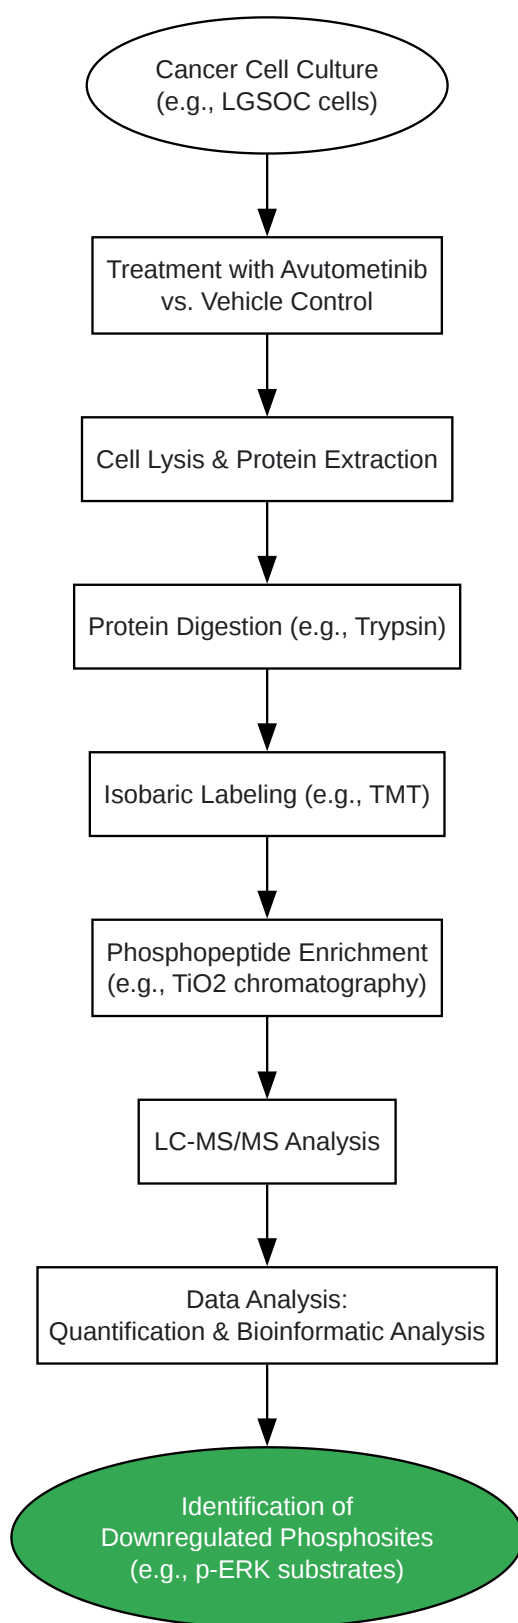 Cancer Cell Culture
(e.g., LGSOC cells)
Treatment with Avutometinib
vs. Vehicle Control
Cell Lysis & Protein Extraction
Protein Digestion (e.g., Trypsin)
Isobaric Labeling (e.g., TMT)
Phosphopeptide Enrichment
(e.g., TiO2 chromatography)
LC-MS/MS Analysis
Data Analysis:
Quantification & Bioinformatic Analysis
Identification of
Downregulated Phosphosites
(e.g., p-ERK substrates)